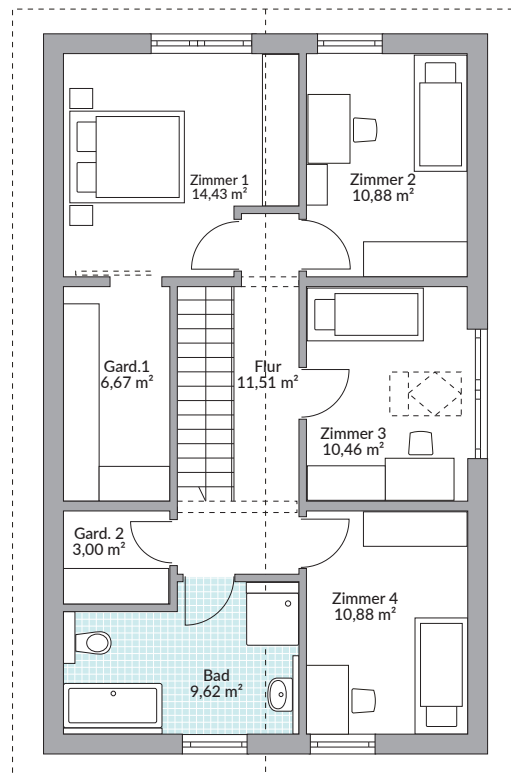 Zimmer 1
14,43 m²
Zimmer 2
10,88 m²
Gard.1
6,67 m²
Flur
11,51 m²
Zimmer 3
10,46 m²
Gard. 2
3,00 m²
Zimmer 4
10,88 m²
Bad
9,62 m²